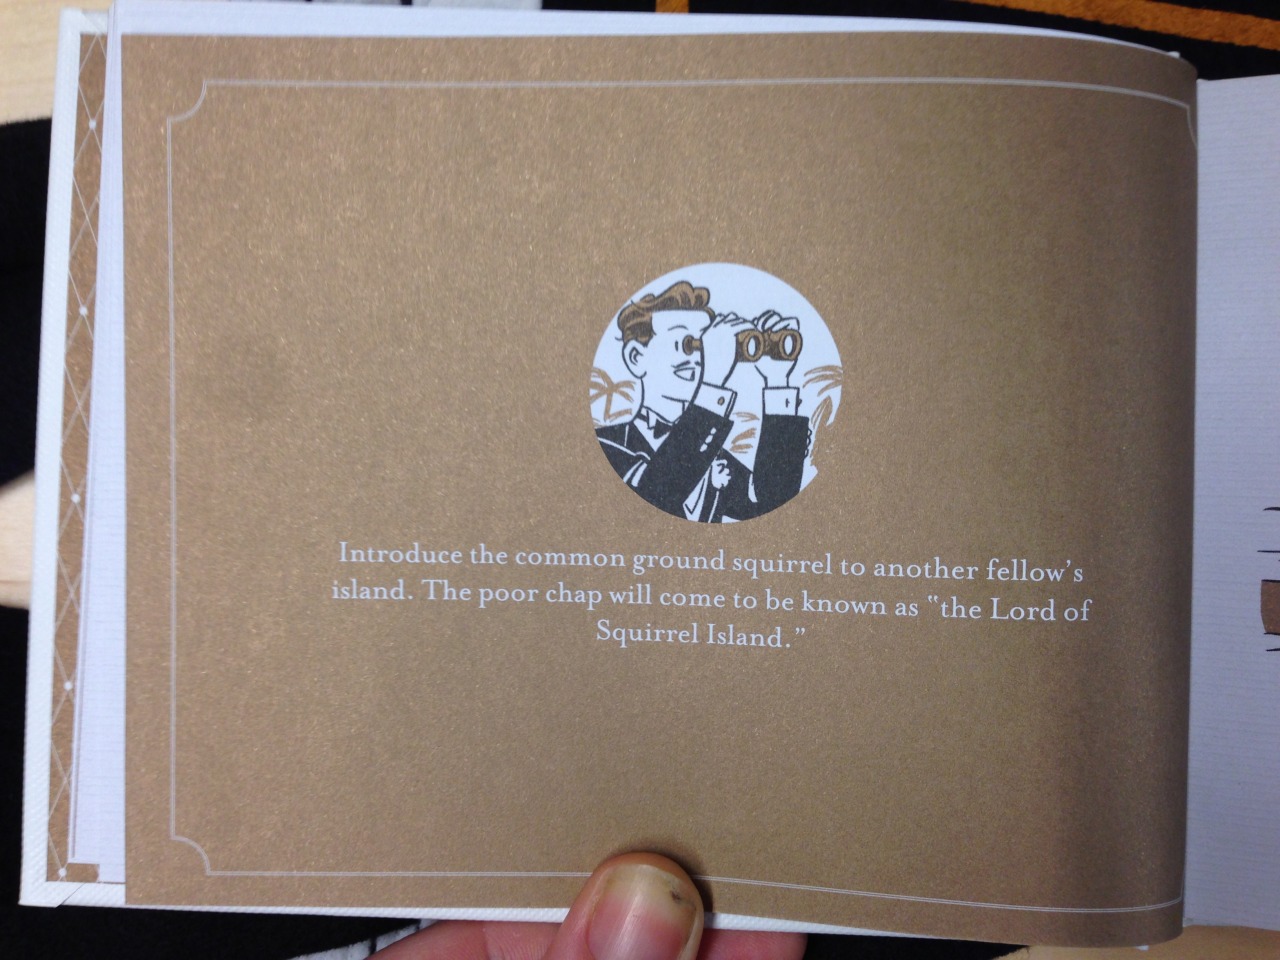 Introduce the common ground squirrel to another fellow’s
island. The poor chap will come to be known as “the Lord of
Squirrel Island.”